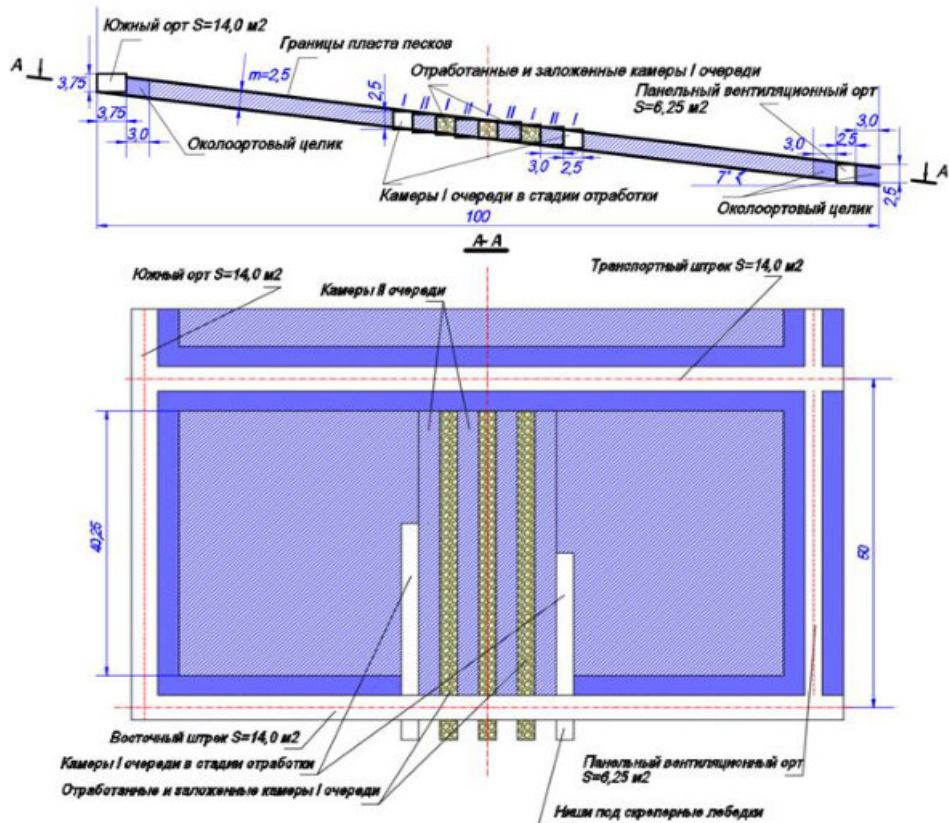 Южный орт S=14,0 м2
А
Границы пласта песков
3,75
m=2,5
Отработанные и заложенные камеры I очереди
Панельный вентиляционный орт
S=6,25 м2
2,5
I II I II I II I II I
3,75
3,0
Околоортовый целик
3,0
2,5
3,0
2,5
3,0
7°
А
2,5
Камеры I очереди в стадии отработки
Околоортовый целик
100
А-А
Южный орт S=14,0 м2
Камеры II очереди
Транспортный штрек S=14,0 м2
40,25
60
Восточный штрек S=14,0 м2
Камеры I очереди в стадии отработки
Отработанные и заложенные камеры I очереди
Панельный вентиляционный орт
S=6,25 м2
Ниши под скреперные лебедки